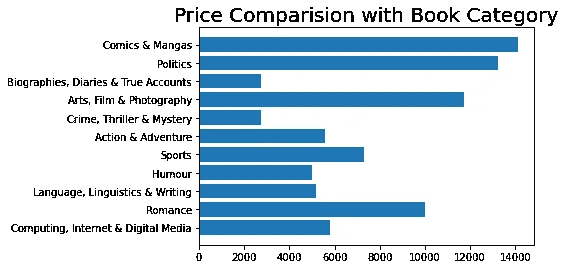 Price Comparision with Book Category
Comics & Mangas
Politics
Biographies, Diaries & True Accounts
Arts, Film & Photography
Crime, Thriller & Mystery
Action & Adventure
Sports
Humour
Language, Linguistics & Writing
Romance
Computing, Internet & Digital Media
0 2000 4000 6000 8000 10000 12000 14000